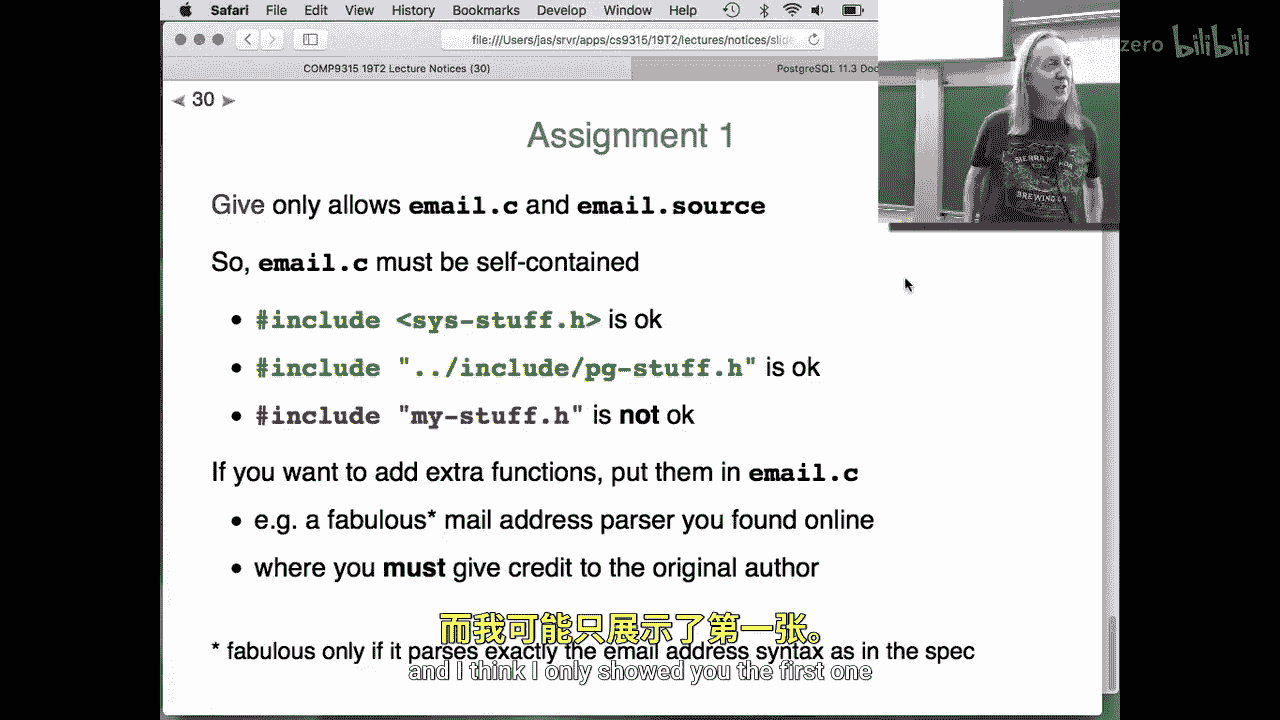 Safari File Edit View History Bookmarks Develop Window Help
file:///Users/jas/srvr/apps/cs9315/19T2/lectures/notices/slid
zero bilibili
COMP9315 19T2 Lecture Notices (30)
PostgreSQL 11.3 Doc
30
Assignment 1
SIERRA
BREWING CO
Give only allows email.c and email.source
So, email.c must be self-contained
• #include <sys-stuff.h> is ok
• #include "../include/pg-stuff.h" is ok
• #include "my-stuff.h" is not ok
If you want to add extra functions, put them in email.c
• e.g. a fabulous* mail address parser you found online
• where you must give credit to the original author
而我可能只展示了第一张。
* fabulous only if it parses exactly the email address syntax as in the spec
and I think I only showed you the first one